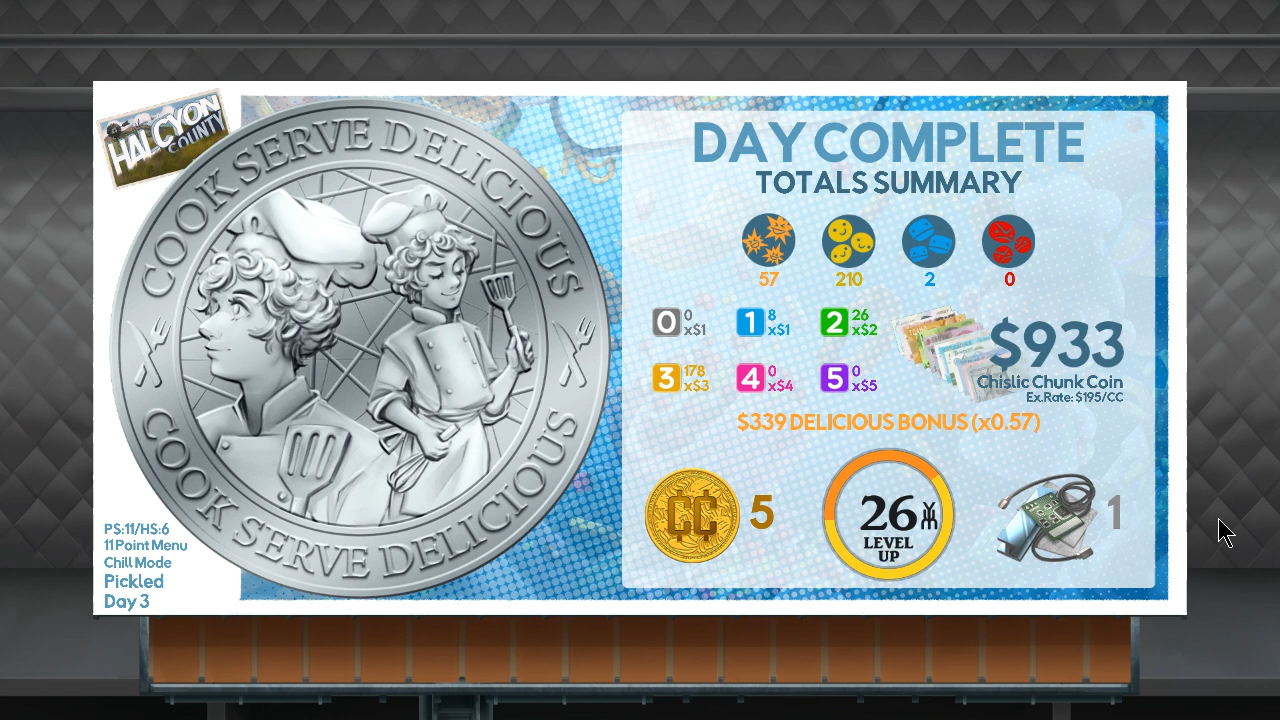 HALCYON
COUNTY
COOK SERVE DELICIOUS
COOK SERVE DELICIOUS
PS:11/HS:6
11 Point Menu
Chill Mode
Pickled
Day 3
DAY COMPLETE
TOTALS SUMMARY
57 210 2 0
0 0 x$1
1 8 x$1
2 26 x$2
3 178 x$3
4 0 x$4
5 0 x$5
$933
Chislic Chunk Coin
Ex.Rate: $195/CC
$339 DELICIOUS BONUS (x0.57)
CC 5
26
LEVEL
UP
1